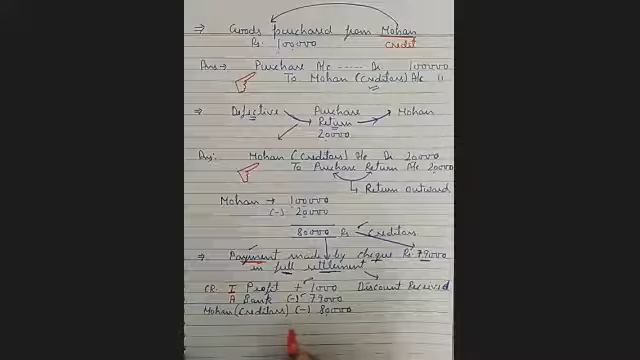 ⇒ Goods purchased from Mohan
Rs. 100000 credit
Ans → Purchase A/c ----- Dr 100000
To Mohan (Creditors) A/c "
⇒ Defective Purchase → Mohan
Return
20000
Ans: Mohan (Creditors) A/c Dr 20000
To Purchase Return A/c 20000
↳ Return outward
Mohan → 100000
(-) 20000
80000 Rs Creditors
⇒ Payment made by cheque Rs. 79000
in full settlement
CR. I Profit + 1000 Discount Received
A Bank (-) 79000
Mohan (Creditors) (-) 80000